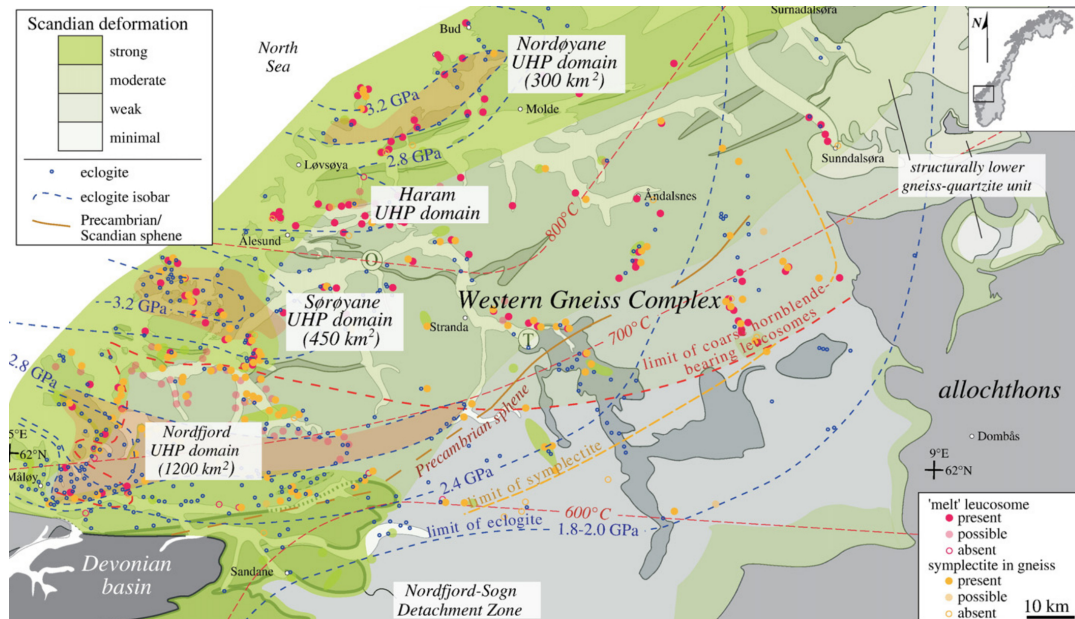 Scandian deformation
strong
moderate
weak
minimal
eclogite
eclogite isobar
Precambrian/
Scandian sphene
North
Sea
Bud
Nordøyane
UHP domain
(300 km²)
Surnadalsøra
N
3.2 GPa
Molde
2.8 GPa
Løvsøya
Sunndalsøra
structurally lower
gneiss-quartzite unit
Haram
UHP domain
Åndalsnes
800°C
Ålesund
O
3.2 GPa
Sørøyane
UHP domain
(450 km²)
Western Gneiss Complex
Stranda
T
700°C
limit of coarse hornblende
bearing leucosomes
2.8 GPa
Precambrian sphene
allochthons
Nordfjord
UHP domain
(1200 km²)
5°E
62°N
Måløy
Dombås
9°E
62°N
2.4 GPa
limit of symplectite
600°C
limit of eclogite
1.8-2.0 GPa
Devonian
basin
Sandane
Nordfjord-Sogn
Detachment Zone
'melt' leucosome
present
possible
absent
symplectite in gneiss
present
possible
absent
10 km